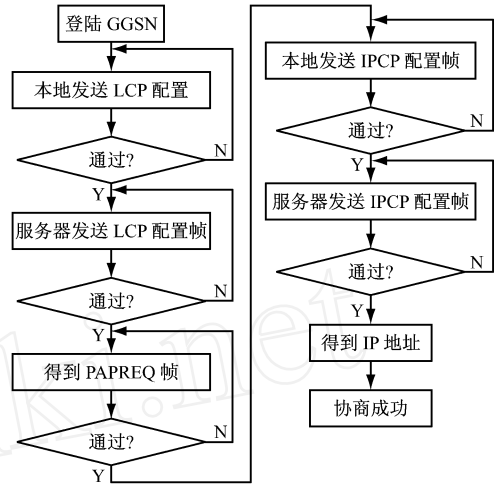 登陆 GGSN
本地发送 LCP 配置
通过?
N
Y
服务器发送 LCP 配置帧
通过?
N
Y
得到 PAPREQ 帧
通过?
N
Y
本地发送 IPCP 配置帧
通过?
N
Y
服务器发送 IPCP 配置帧
通过?
N
Y
得到 IP 地址
协商成功